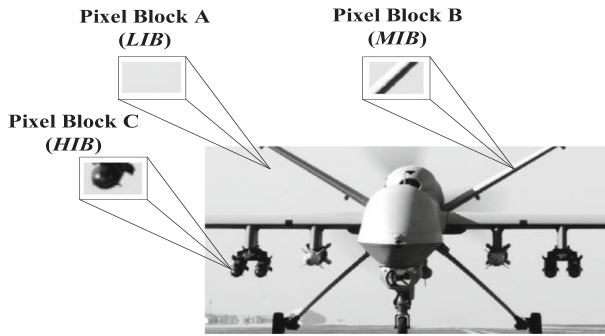 Pixel Block A
(LIB)
Pixel Block B
(MIB)
Pixel Block C
(HIB)